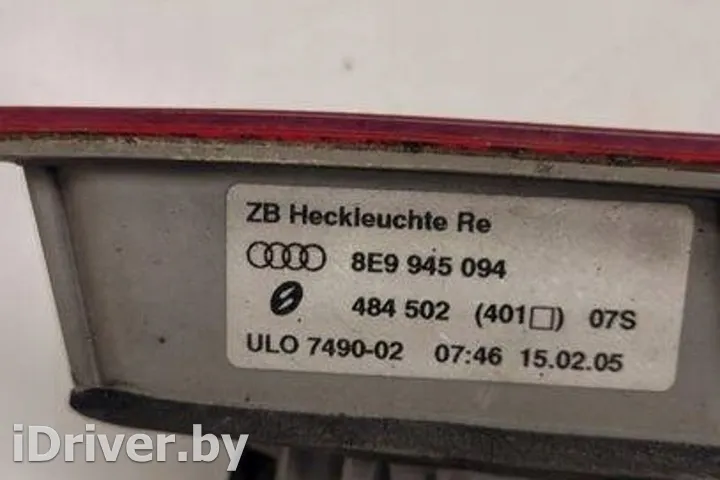 ZB Heckleuchte Re
8E9 945 094
484 502 (401□) 07S
ULO 7490-02 07:46 15.02.05
iDriver.by